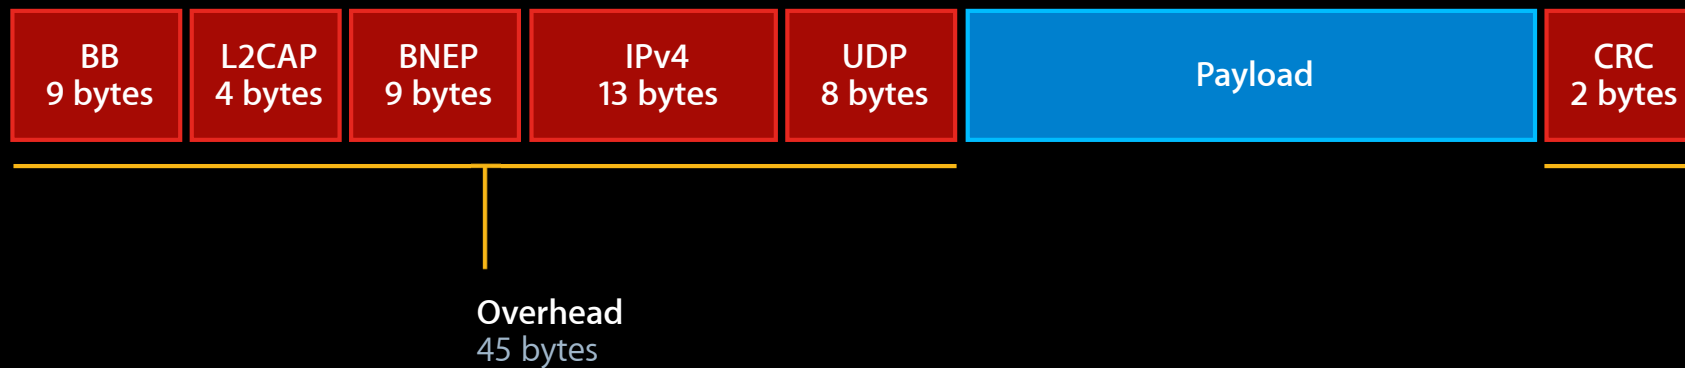 BB
9 bytes
L2CAP
4 bytes
BNEP
9 bytes
IPv4
13 bytes
UDP
8 bytes
Payload
CRC
2 bytes
Overhead
45 bytes